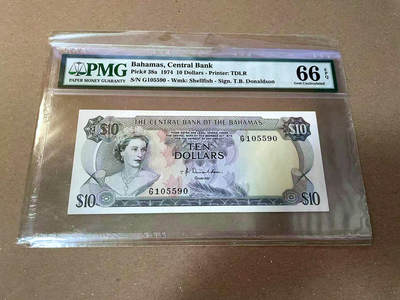 PMG
PAPER MONEY GUARANTY
Bahamas, Central Bank
Pick# 38a 1974 10 Dollars - Printer: TDLR
S/N G105590 - Wmk: Shellfish - Sign. T.B. Donaldson
66 EPQ
Gem Uncirculated
THE CENTRAL BANK OF THE BAHAMAS
$10
$10
G105590
TEN
DOLLARS
G105590
$10
$10